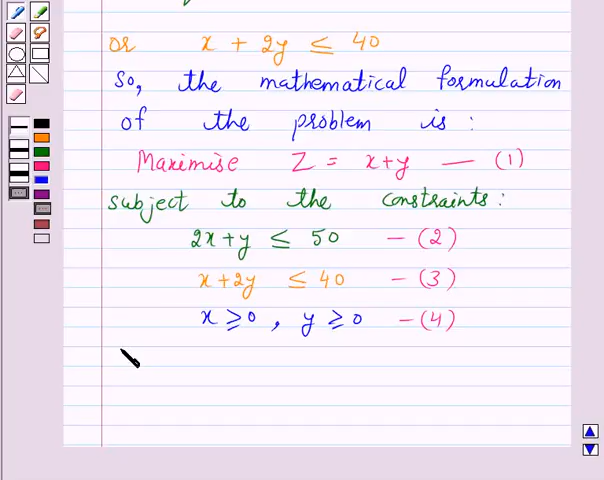 or x + 2y ≤ 40
So, the mathematical formulation
of the problem is :
Maximise Z = x+y — (1)
subject to the constraints :
2x+y ≤ 50 - (2)
x+2y ≤ 40 - (3)
x ≥ 0 , y ≥ 0 - (4)